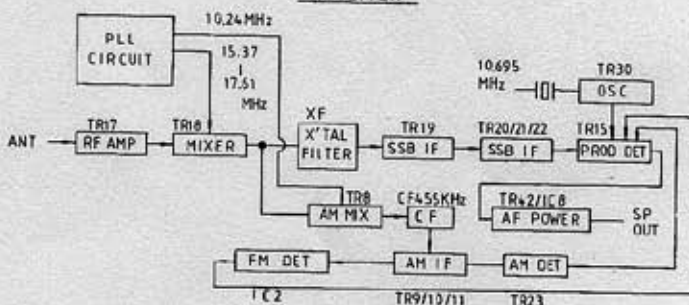 10.24MHz
PLL
CIRCUIT
15.37
17.51
MHz
10.695
MHz
TR30
OSC
XF
X'TAL
FILTER
TR17
RF AMP
TR18
MIXER
ANT
TR19
SSB IF
TR20/21/22
SSB IF
TR15
PROD DET
TR8
AM MIX
CF455KHz
CF
TR42/IC8
AF POWER
SP
OUT
FM DET
IC2
AM IF
TR9/10/11
AM DET
TR23